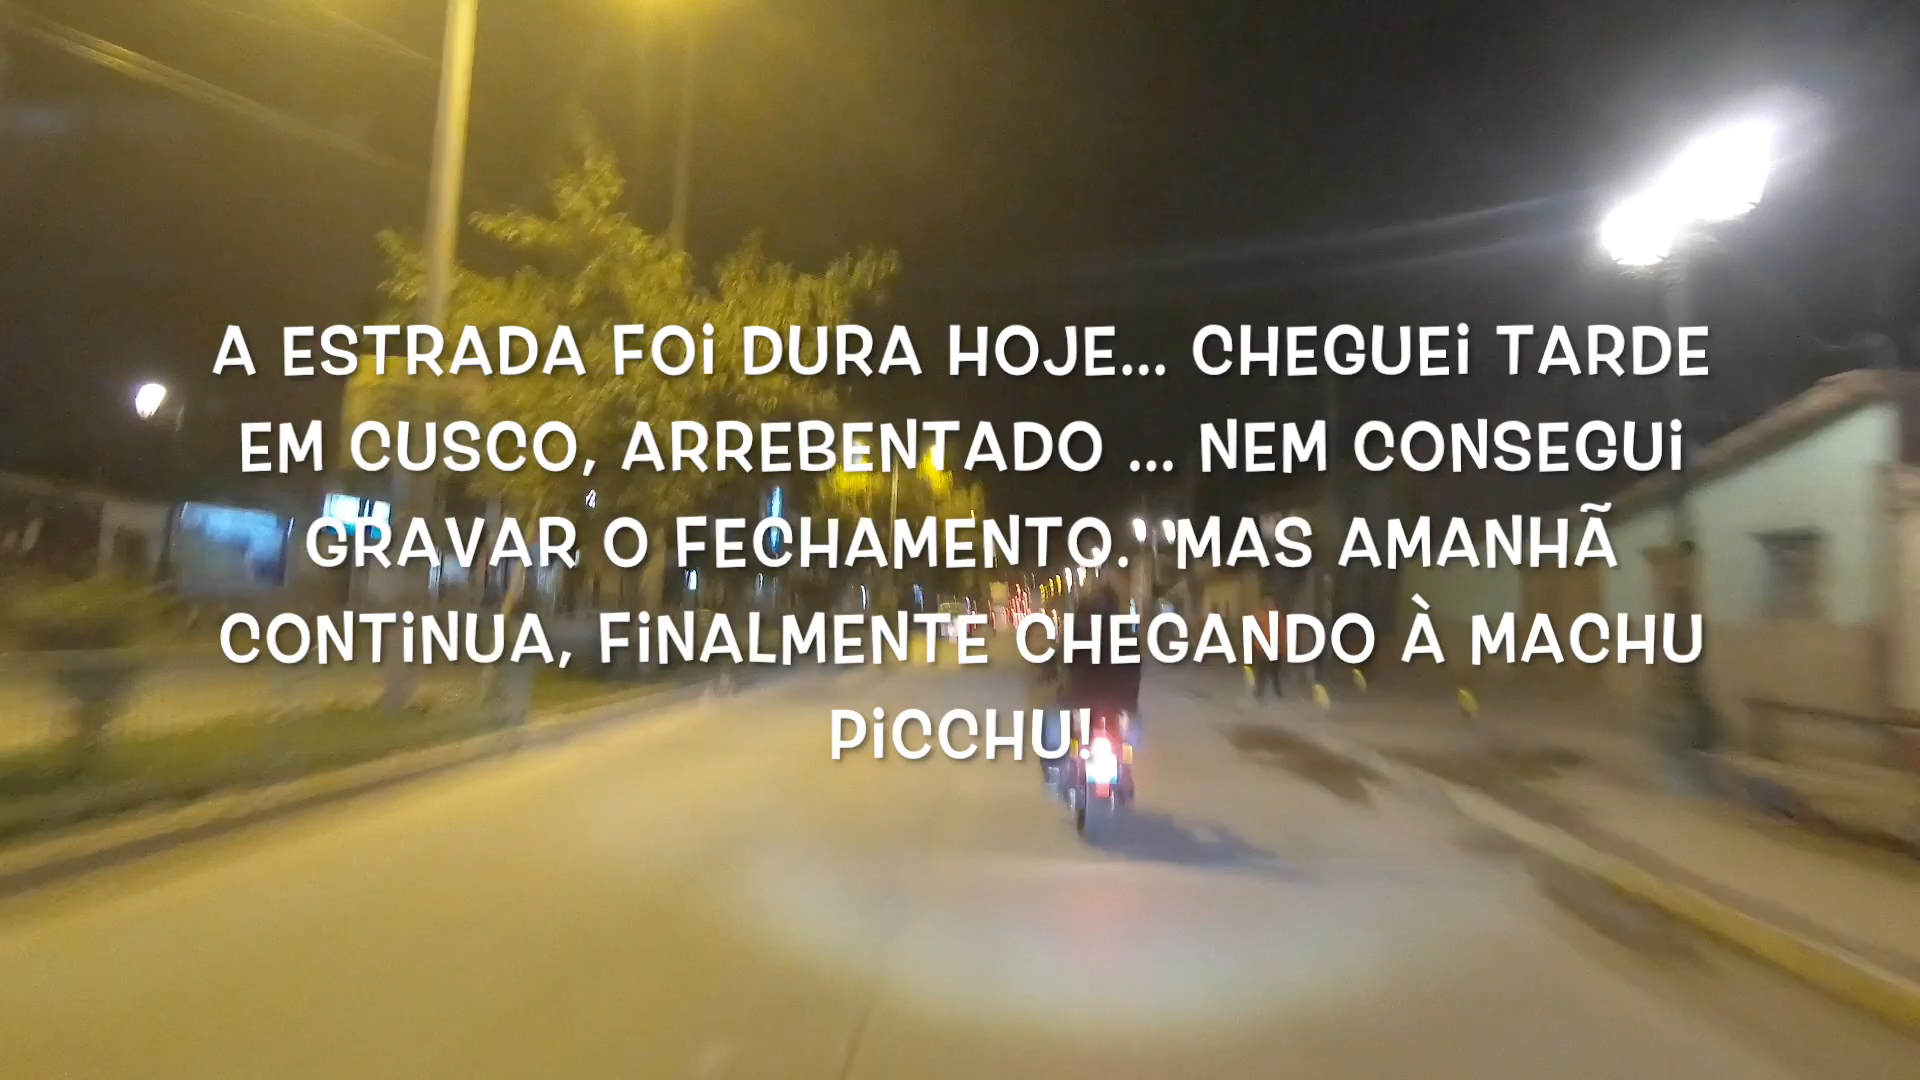 A ESTRADA FOi DURA HOJE... CHEGUEi TARDE
EM CUSCO, ARREBENTADO ... NEM CONSEGUi
GRAVAR O FECHAMENTO.  MAS AMANHÃ
CONTiNUA, FiNALMENTE CHEGANDO À MACHU
PiCCHU!